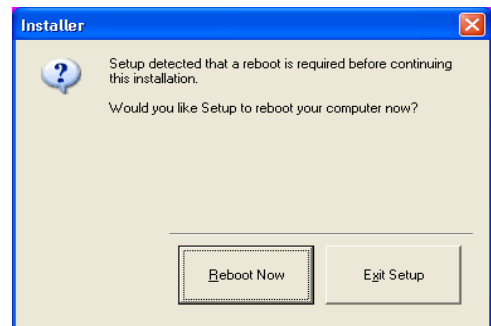 Installer
Setup detected that a reboot is required before continuing
this installation.
Would you like Setup to reboot your computer now?
Reboot Now
Exit Setup